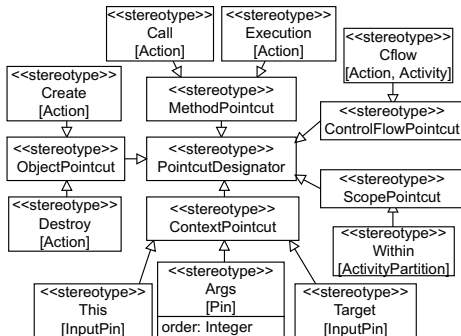 <<stereotype>>
Call
[Action]
<<stereotype>>
Execution
[Action]
<<stereotype>>
Cflow
[Action, Activity]
<<stereotype>>
Create
[Action]
<<stereotype>>
MethodPointcut
<<stereotype>>
ControlFlowPointcut
<<stereotype>>
ObjectPointcut
<<stereotype>>
PointcutDesignator
<<stereotype>>
ScopePointcut
<<stereotype>>
Destroy
[Action]
<<stereotype>>
ContextPointcut
<<stereotype>>
Within
[ActivityPartition]
<<stereotype>>
This
[InputPin]
<<stereotype>>
Args
[Pin]
order: Integer
<<stereotype>>
Target
[InputPin]